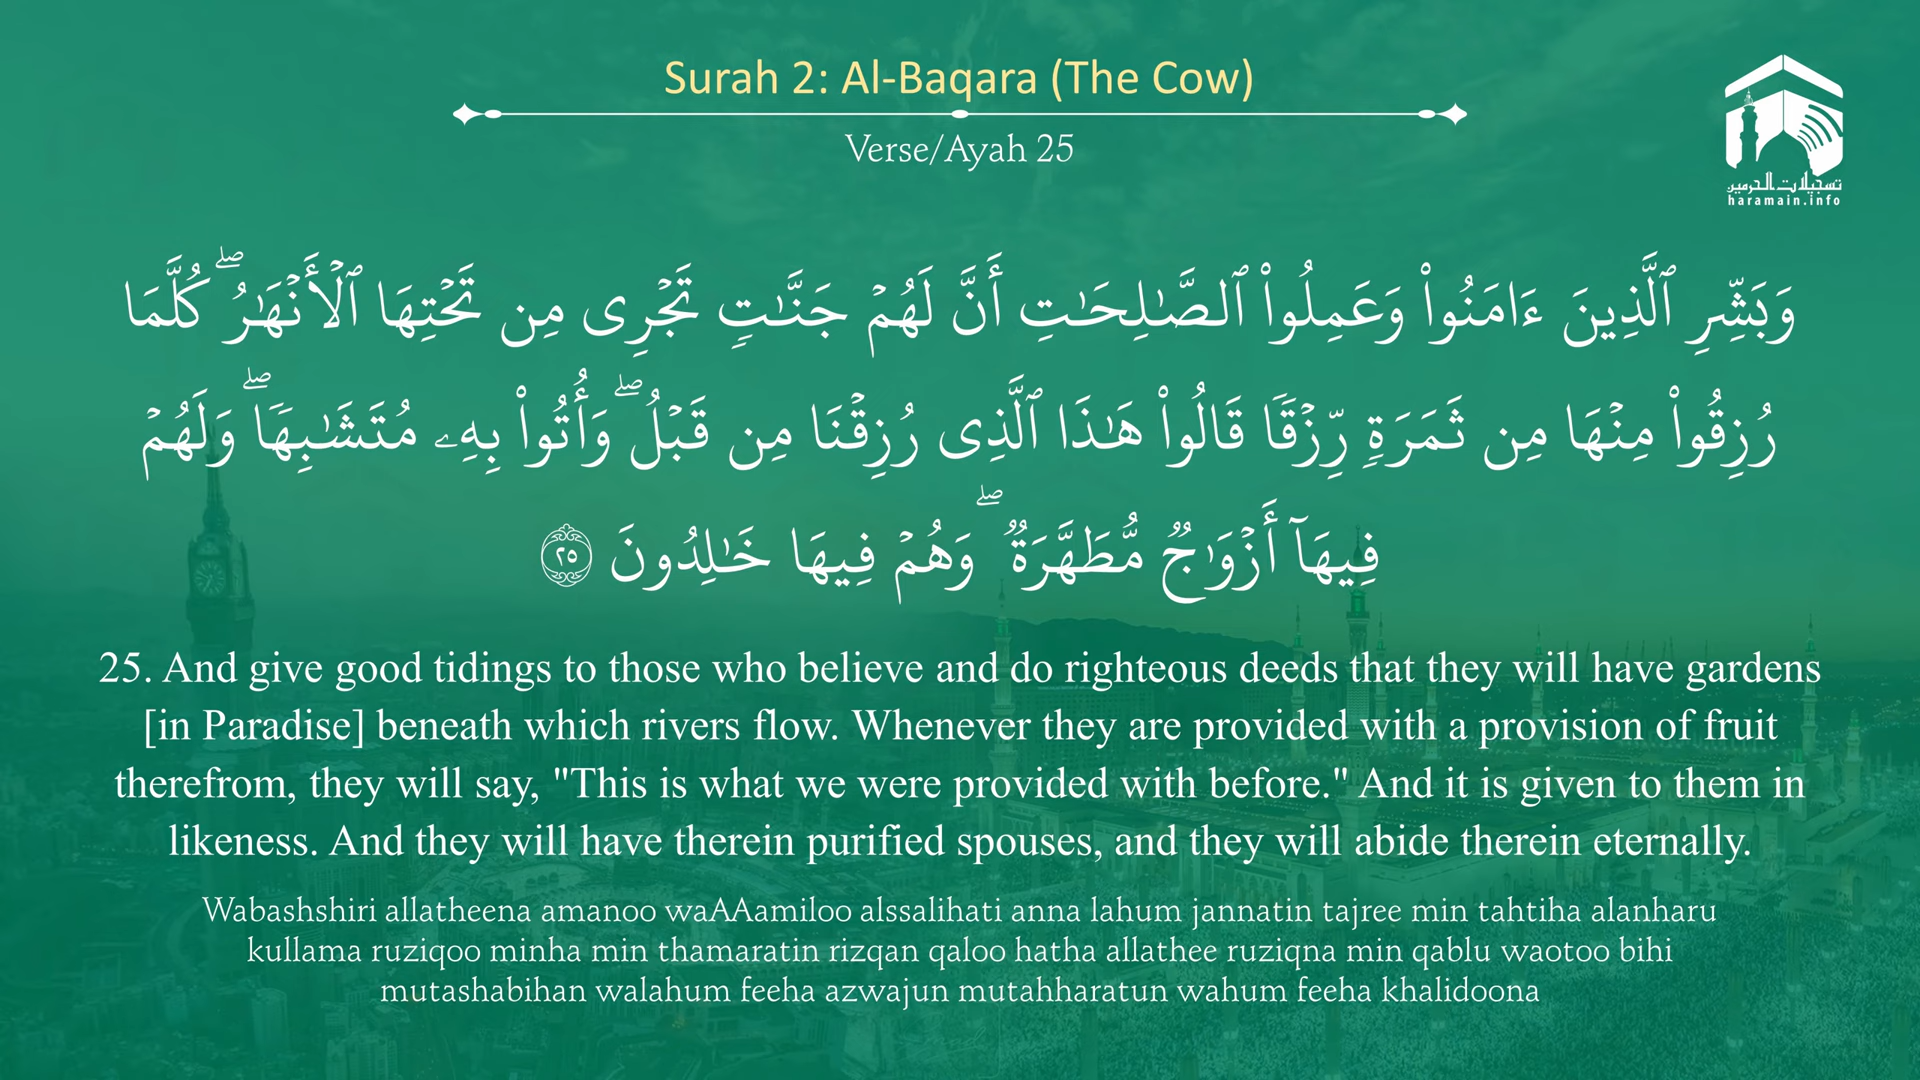 Surah 2: Al-Baqara (The Cow)
Verse/Ayah 25
تسجيلات الحرمين
haramain.info
وَبَشِّرِ ٱلَّذِينَ ءَامَنُوا۟ وَعَمِلُوا۟ ٱلصَّـٰلِحَـٰتِ أَنَّ لَهُمْ جَنَّـٰتٍ تَجْرِى مِن تَحْتِهَا ٱلْأَنْهَـٰرُ ۖ كُلَّمَا
رُزِقُوا۟ مِنْهَا مِن ثَمَرَةٍ رِّزْقًا قَالُوا۟ هَـٰذَا ٱلَّذِى رُزِقْنَا مِن قَبْلُ ۖ وَأُتُوا۟ بِهِۦ مُتَشَـٰبِهًا ۖ وَلَهُمْ
فِيهَآ أَزْوَٰجٌ مُّطَهَّرَةٌ ۖ وَهُمْ فِيهَا خَـٰلِدُونَ ٢٥
25. And give good tidings to those who believe and do righteous deeds that they will have gardens
[in Paradise] beneath which rivers flow. Whenever they are provided with a provision of fruit
therefrom, they will say, "This is what we were provided with before." And it is given to them in
likeness. And they will have therein purified spouses, and they will abide therein eternally.
Wabashshiri allatheena amanoo waAAamiloo alssalihati anna lahum jannatin tajree min tahtiha alanharu
kullama ruziqoo minha min thamaratin rizqan qaloo hatha allathee ruziqna min qablu waotoo bihi
mutashabihan walahum feeha azwajun mutahharatun wahum feeha khalidoona